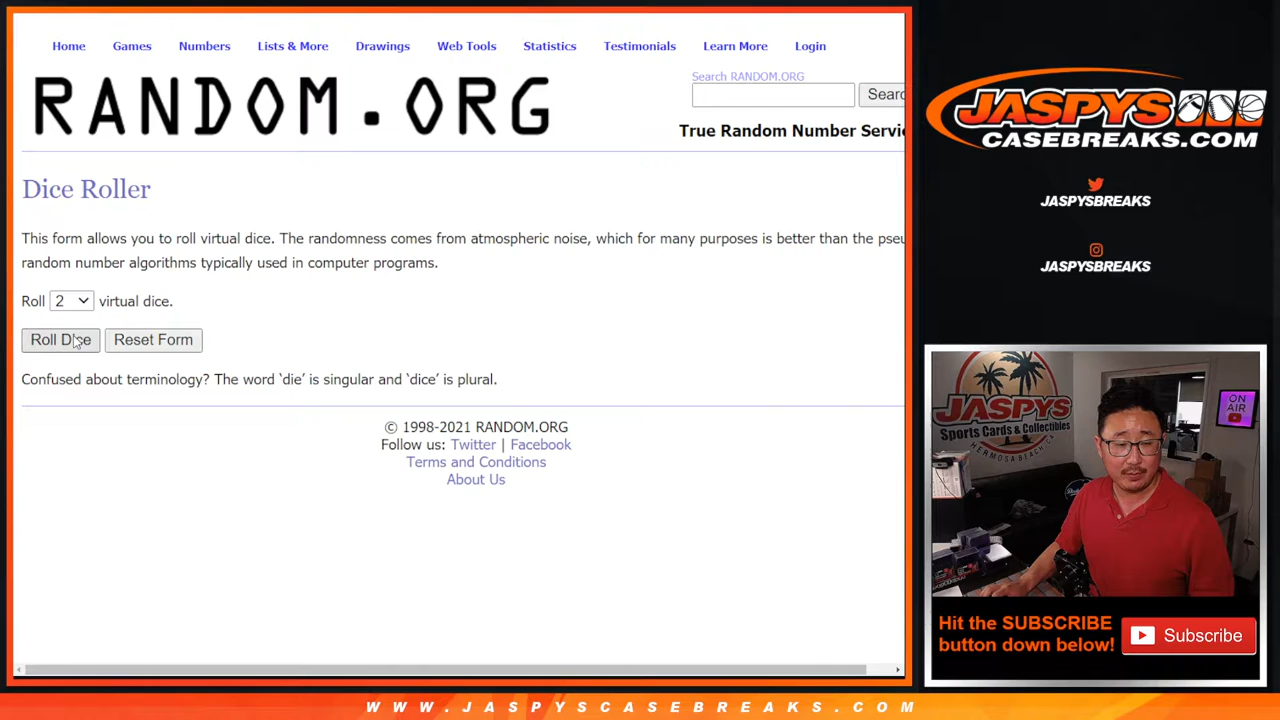 Home Games Numbers Lists & More Drawings Web Tools Statistics Testimonials Learn More Login
RANDOM.ORG
Search RANDOM.ORG
Searc
True Random Number Servic
Dice Roller
This form allows you to roll virtual dice. The randomness comes from atmospheric noise, which for many purposes is better than the pseu
random number algorithms typically used in computer programs.
Roll 2 virtual dice.
Roll Dice Reset Form
Confused about terminology? The word ‘die’ is singular and ‘dice’ is plural.
© 1998-2021 RANDOM.ORG
Follow us: Twitter | Facebook
Terms and Conditions
About Us
JASPYS
CASEBREAKS.COM
JASPYSBREAKS
JASPYSBREAKS
JASPYS
Sports Cards & Collectibles
HERMOSA BEACH, CA
ON
AIR
Hit the SUBSCRIBE
button down below!
Subscribe
WWW.JASPYSCASEBREAKS.COM